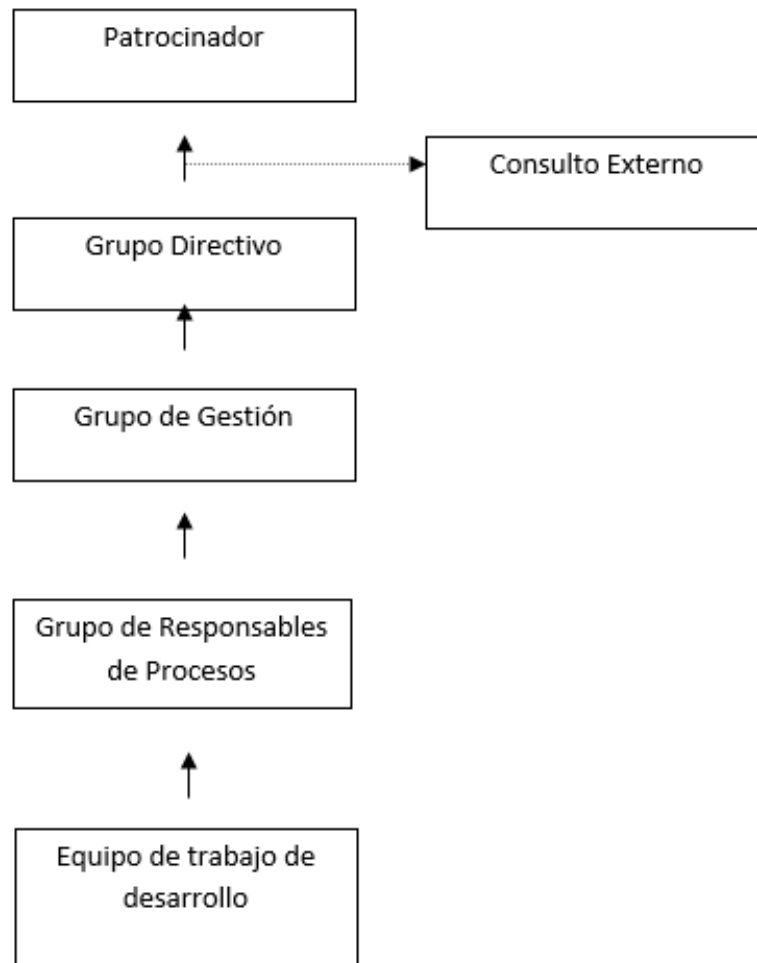 Patrocinador
Consulto Externo
Grupo Directivo
Grupo de Gestión
Grupo de Responsables
de Procesos
Equipo de trabajo de
desarrollo